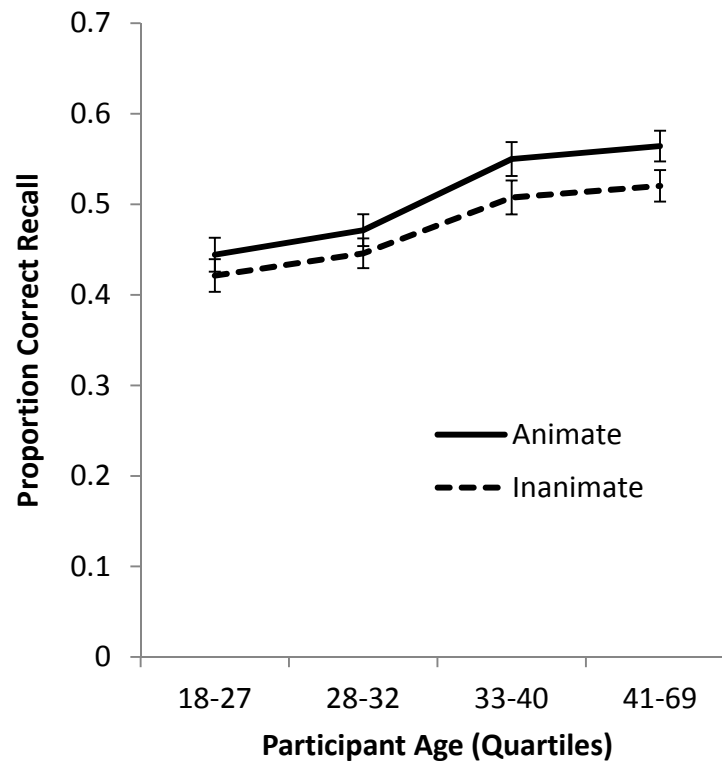 0.7
0.6
0.5
0.4
0.3
0.2
0.1
0
Proportion Correct Recall
Animate
Inanimate
18-27 28-32 33-40 41-69
Participant Age (Quartiles)